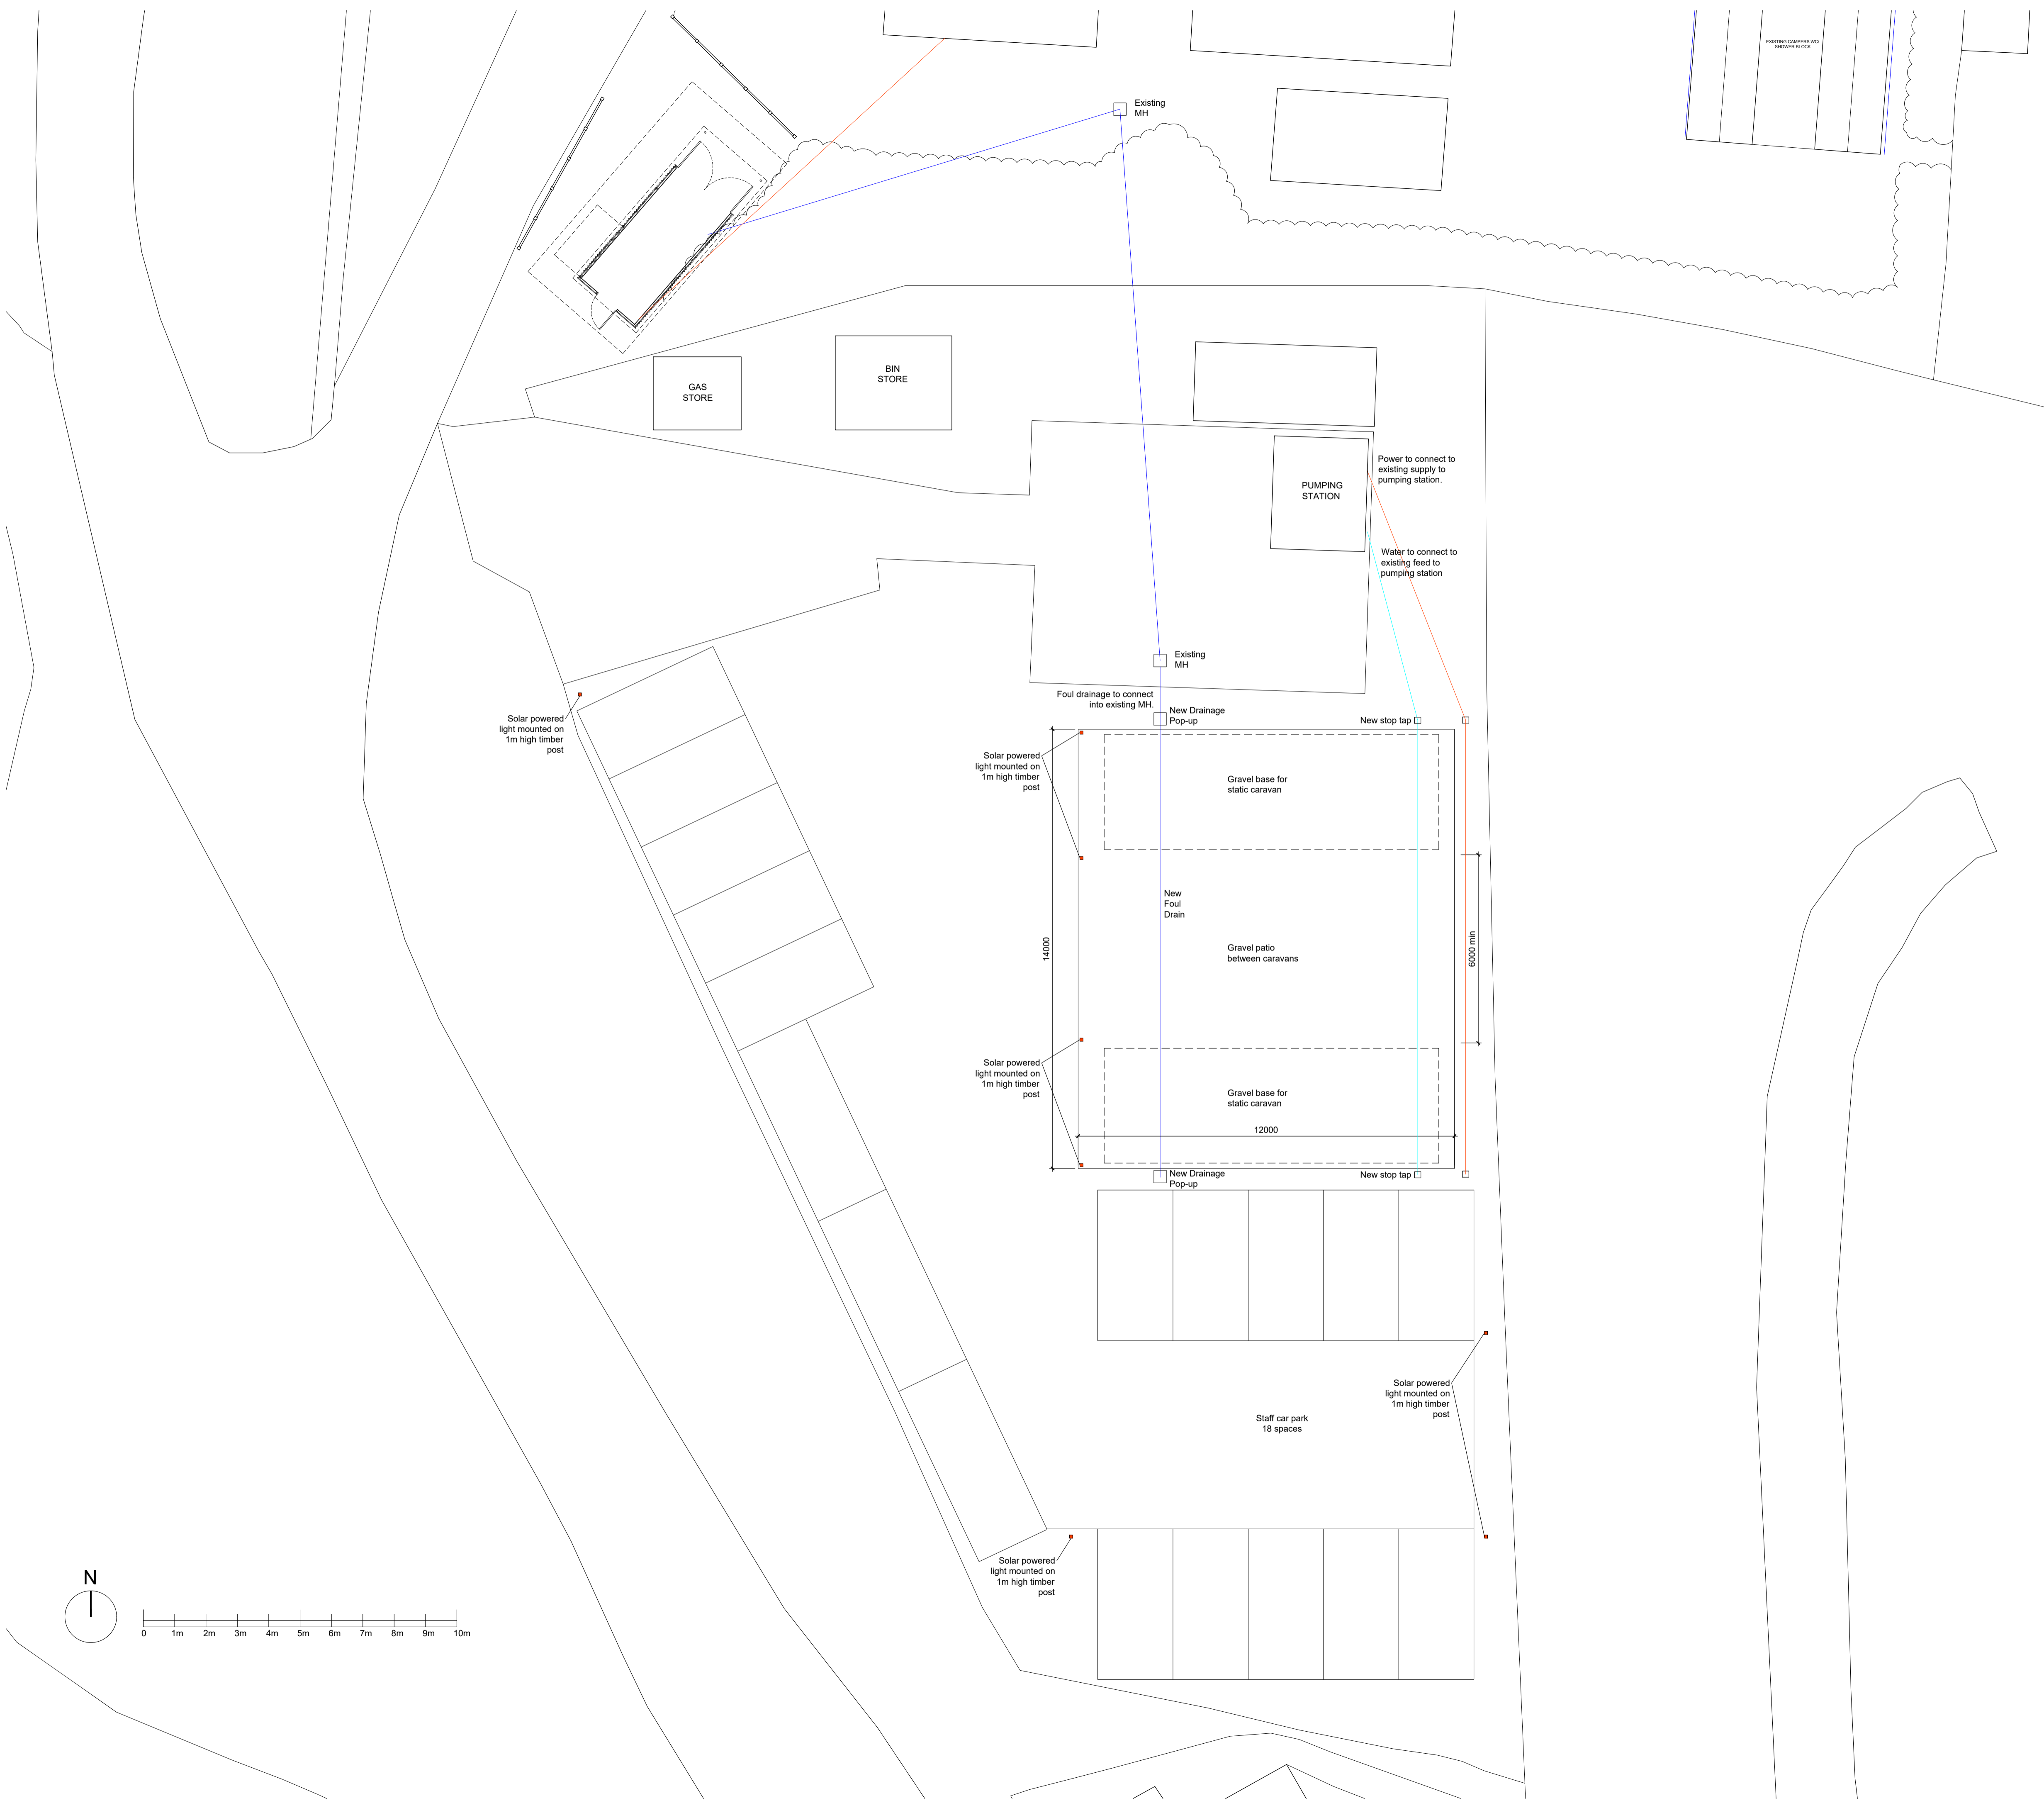 EXISTING CAMPERS WC/
SHOWER BLOCK
Existing
MH
GAS
STORE
BIN
STORE
PUMPING
STATION
Power to connect to
existing supply to
pumping station.
Water to connect to
existing feed to
pumping station
Existing
MH
Foul drainage to connect
into existing MH.
New Drainage
Pop-up
New stop tap
Solar powered
light mounted on
1m high timber
post
Solar powered
light mounted on
1m high timber
post
Gravel base for
static caravan
New
Foul
Drain
14000
Gravel patio
between caravans
6000 min
Solar powered
light mounted on
1m high timber
post
Gravel base for
static caravan
12000
New Drainage
Pop-up
New stop tap
Solar powered
light mounted on
1m high timber
post
Staff car park
18 spaces
Solar powered
light mounted on
1m high timber
post
N
0 1m 2m 3m 4m 5m 6m 7m 8m 9m 10m